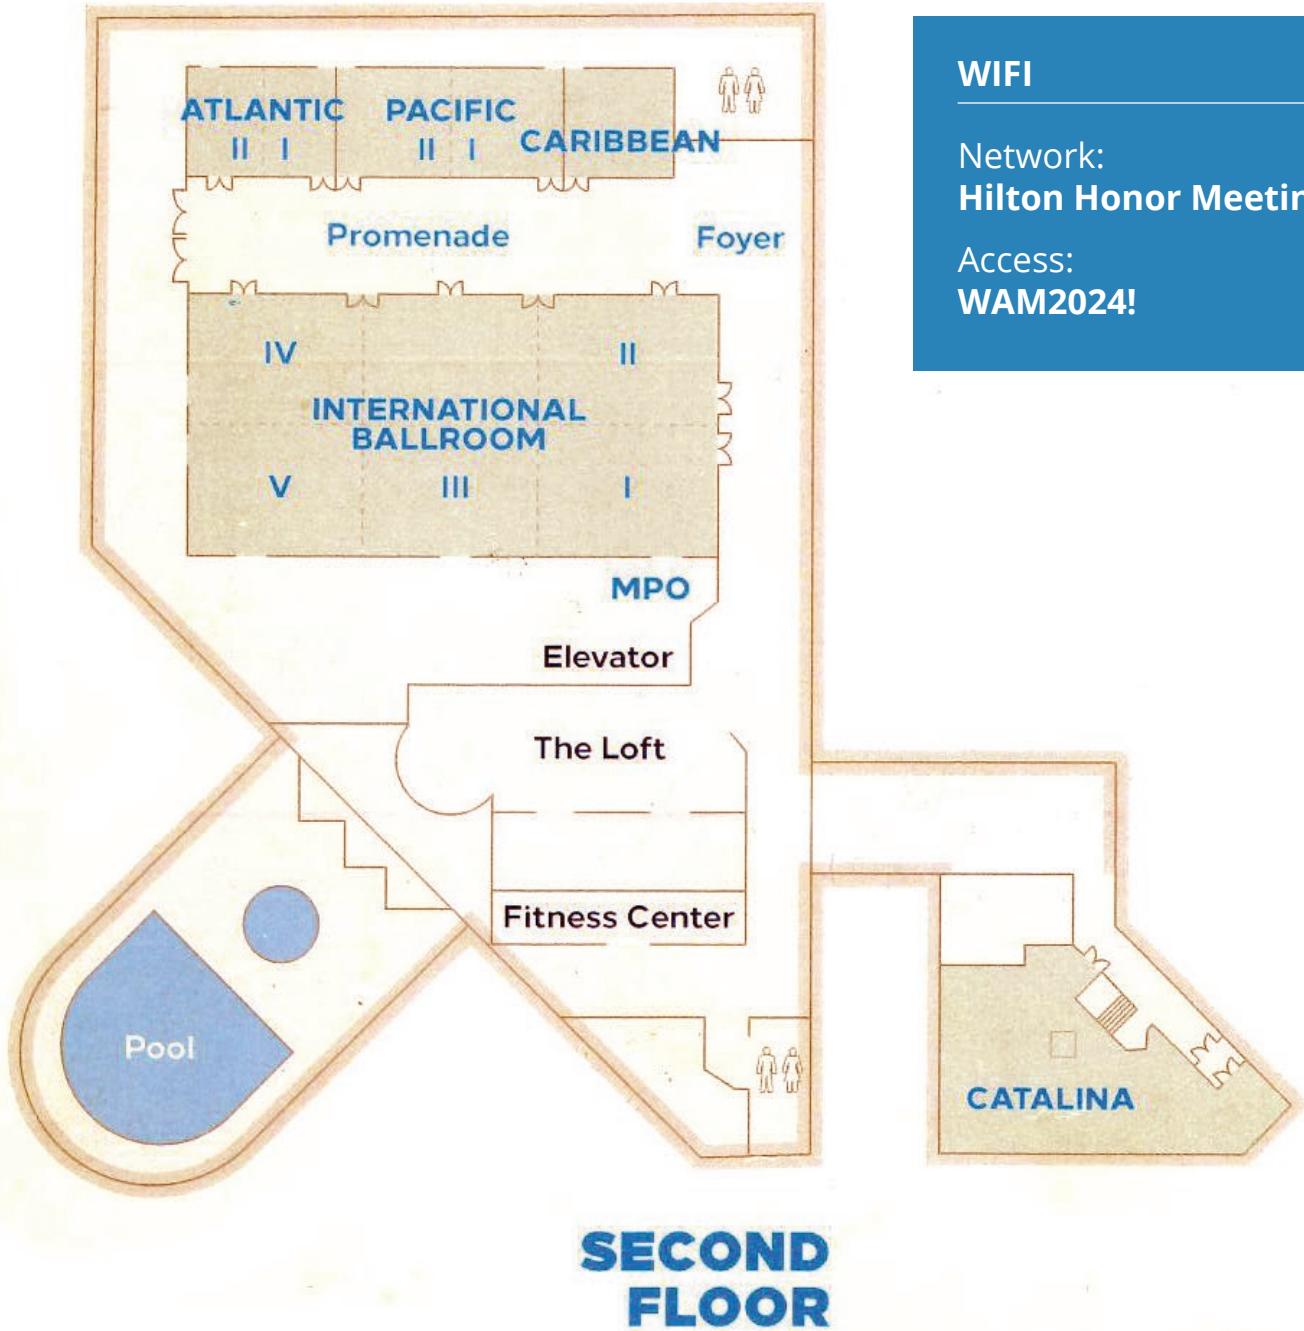 WIFI
Network:
Hilton Honor Meetin
Access:
WAM2024!
ATLANTIC
II I
PACIFIC
II I
CARIBBEAN
Promenade
Foyer
IV
II
INTERNATIONAL
BALLROOM
V
III
I
MPO
Elevator
The Loft
Fitness Center
Pool
CATALINA
SECOND
FLOOR